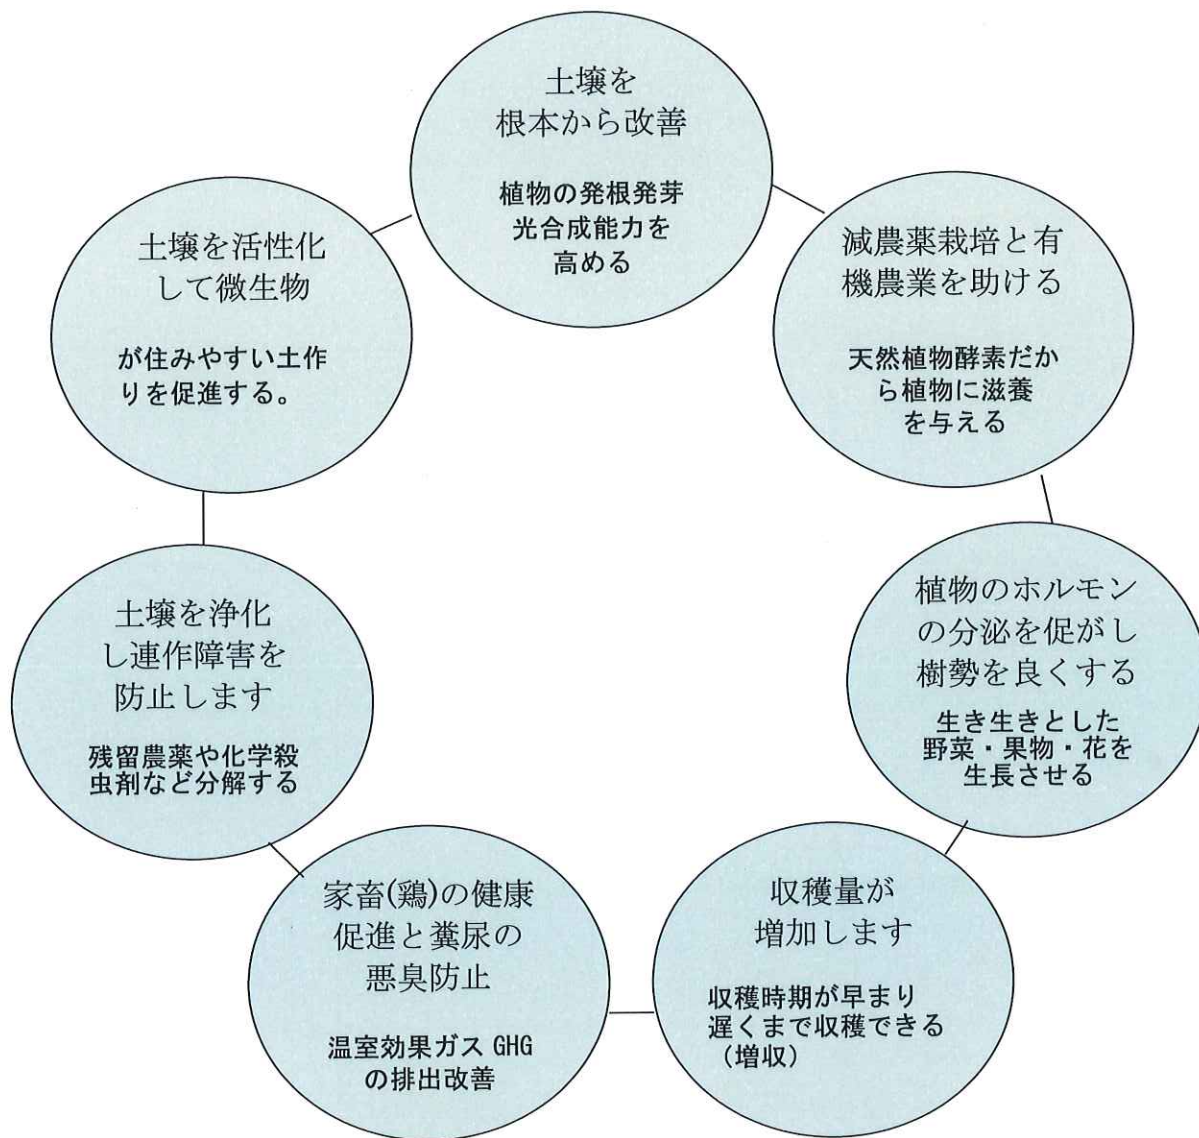 土壌を
根本から改善
植物の発根発芽
光合成能力を
高める
減農薬栽培と有
機農業を助ける
天然植物酵素だか
ら植物に滋養
を与える
植物のホルモン
の分泌を促がし
樹勢を良くする
生き生きとした
野菜・果物・花を
生長させる
収穫量が
増加します
収穫時期が早まり
遅くまで収穫できる
（増収）
家畜(鶏)の健康
促進と糞尿の
悪臭防止
温室効果ガス GHG
の排出改善
土壌を浄化
し連作障害を
防止します
残留農薬や化学殺
虫剤など分解する
土壌を活性化
して微生物
が住みやすい土作
りを促進する。